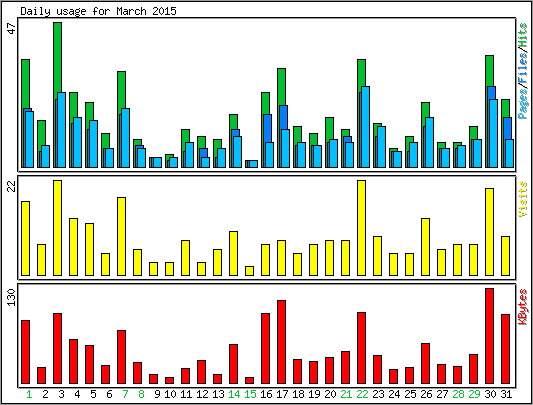 Daily usage for March 2015
47
Pages/Files/Hits
22
Visits
130
KBytes
1 2 3 4 5 6 7 8 9 10 11 12 13 14 15 16 17 18 19 20 21 22 23 24 25 26 27 28 29 30 31